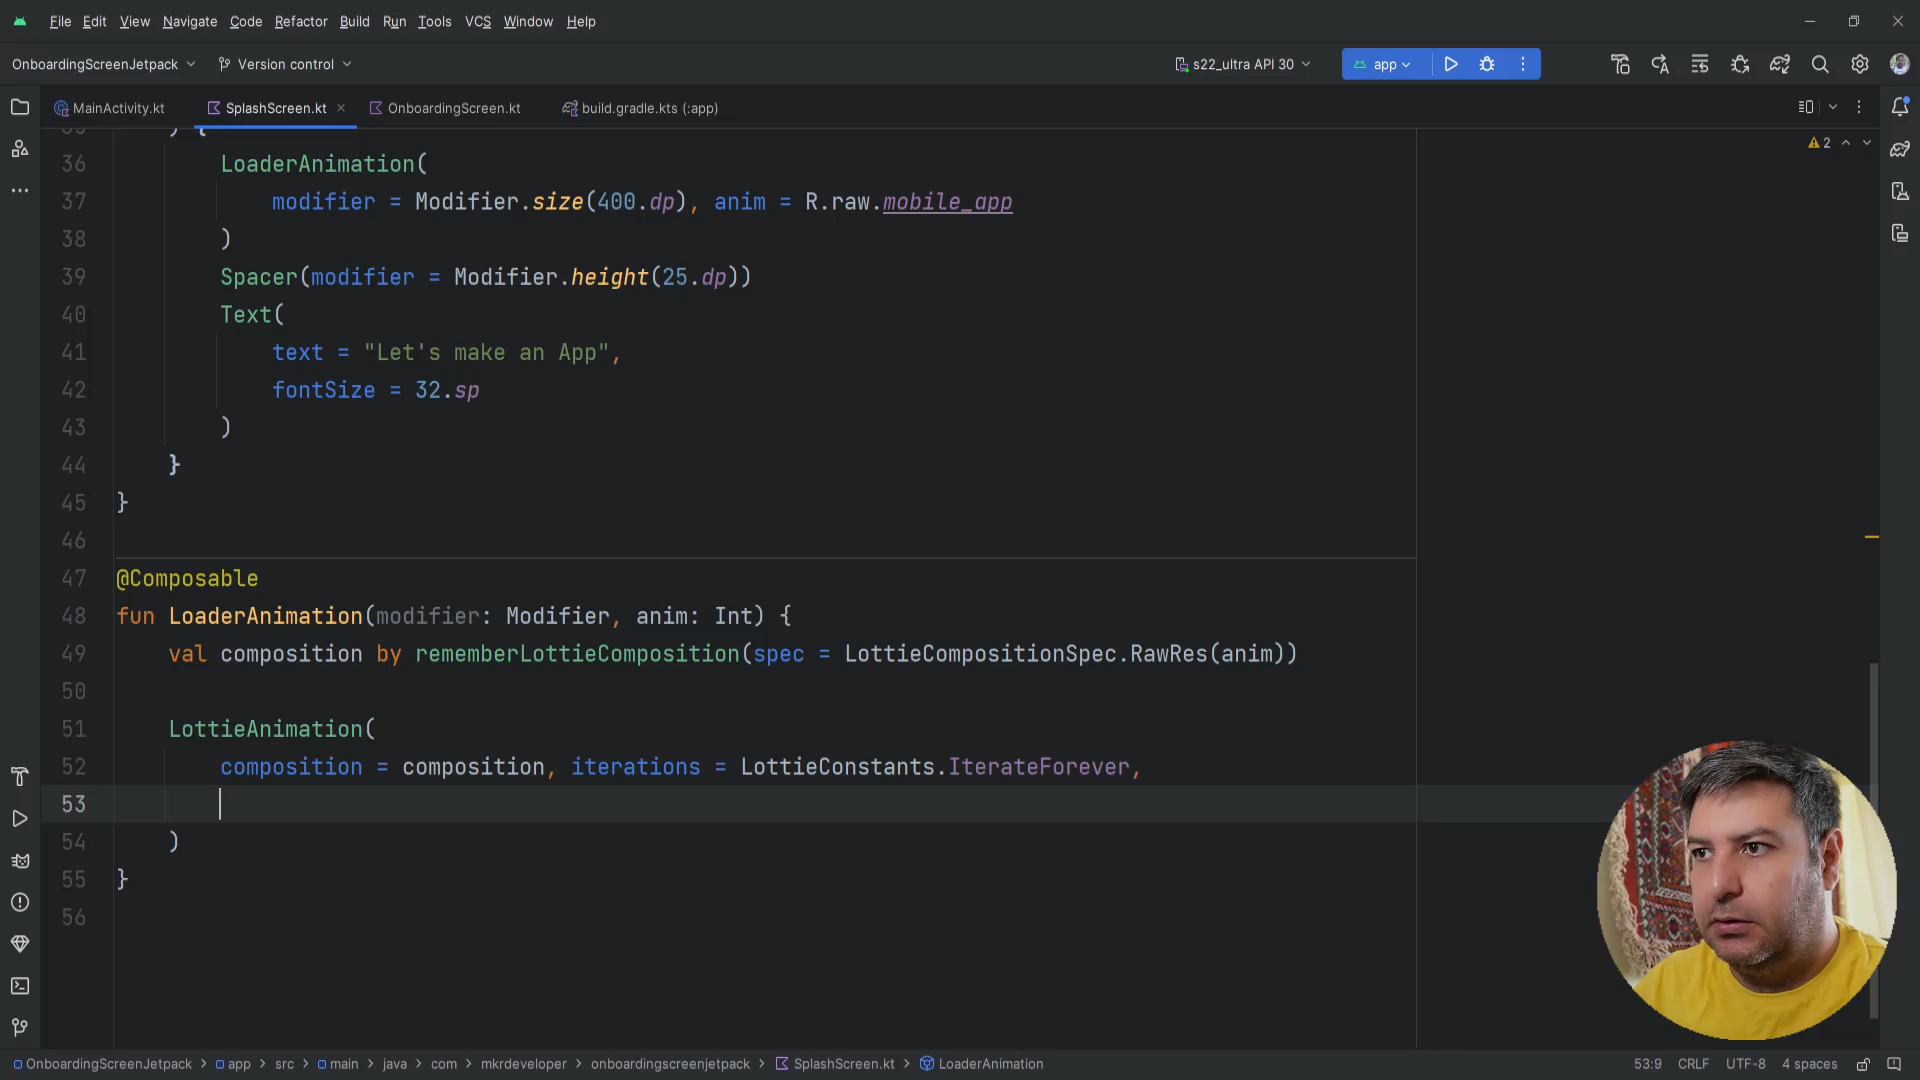 File Edit View Navigate Code Refactor Build Run Tools VCS Window Help
OnboardingScreenJetpack Version control s22_ultra API 30 app
MainActivity.kt SplashScreen.kt OnboardingScreen.kt build.gradle.kts (:app)
) {
2
36 LoaderAnimation(
37 modifier = Modifier.size(400.dp), anim = R.raw.mobile_app
38 )
39 Spacer(modifier = Modifier.height(25.dp))
40 Text(
41 text = "Let's make an App",
42 fontSize = 32.sp
43 )
44 }
45 }
46
47 @Composable
48 fun LoaderAnimation(modifier: Modifier, anim: Int) {
49 val composition by rememberLottieComposition(spec = LottieCompositionSpec.RawRes(anim))
50
51 LottieAnimation(
52 composition = composition, iterations = LottieConstants.IterateForever,
53
54 )
55 }
56
OnboardingScreenJetpack > app > src > main > java > com > mkrdeveloper > onboardingscreenjetpack > SplashScreen.kt > LoaderAnimation 53:9 CRLF UTF-8 4 spaces